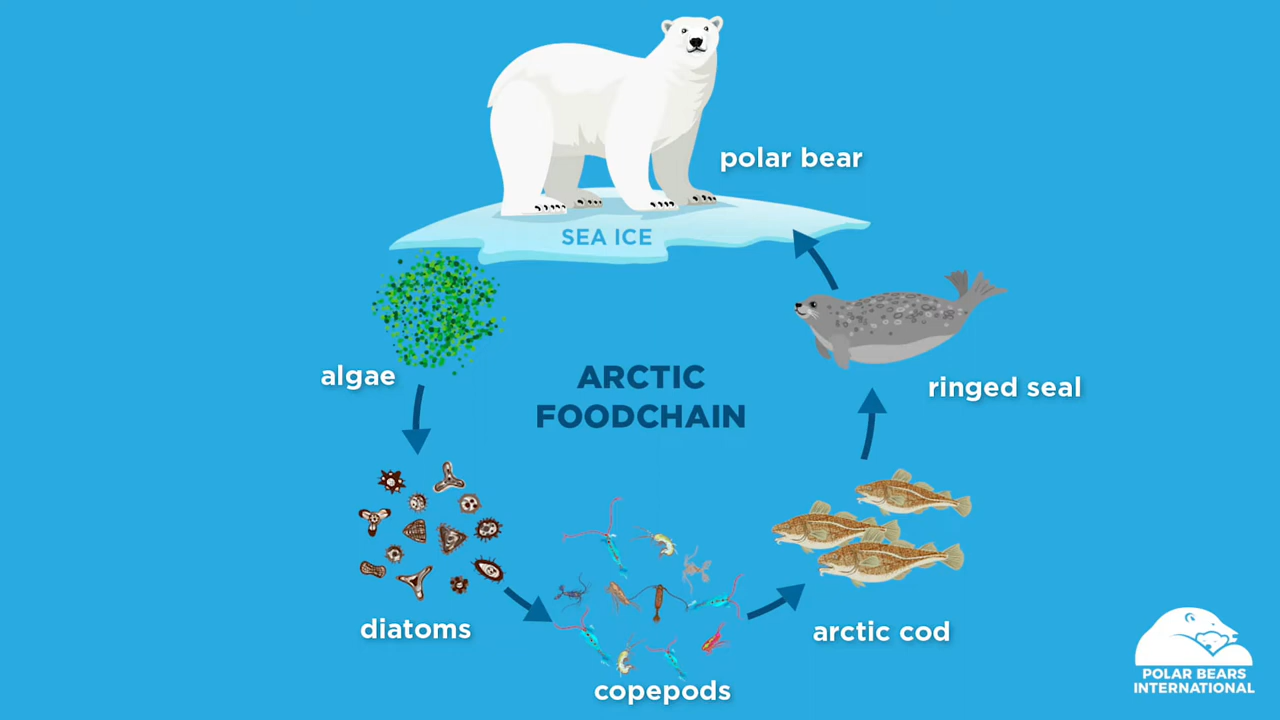 polar bear
SEA ICE
algae
ARCTIC
FOODCHAIN
ringed seal
diatoms
arctic cod
copepods
POLAR BEARS
INTERNATIONAL